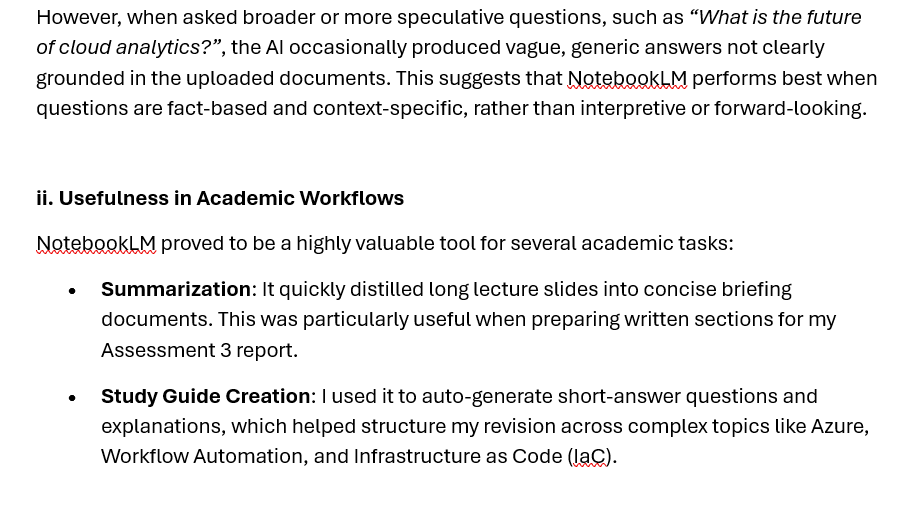 However, when asked broader or more speculative questions, such as “What is the future
of cloud analytics?”, the AI occasionally produced vague, generic answers not clearly
grounded in the uploaded documents. This suggests that NotebookLM performs best when
questions are fact-based and context-specific, rather than interpretive or forward-looking.
ii. Usefulness in Academic Workflows
NotebookLM proved to be a highly valuable tool for several academic tasks:
• Summarization: It quickly distilled long lecture slides into concise briefing
documents. This was particularly useful when preparing written sections for my
Assessment 3 report.
• Study Guide Creation: I used it to auto-generate short-answer questions and
explanations, which helped structure my revision across complex topics like Azure,
Workflow Automation, and Infrastructure as Code (IaC).